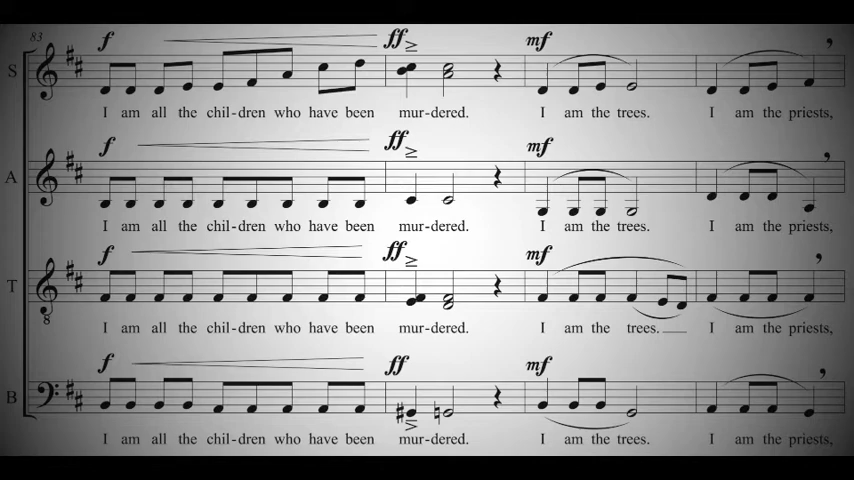 83
f ff mf
S
I am all the chil-dren who have been mur-dered. I am the trees. I am the priests,
f ff mf
A
I am all the chil-dren who have been mur-dered. I am the trees. I am the priests,
f ff mf
T
8
I am all the chil-dren who have been mur-dered. I am the trees. I am the priests,
f ff mf
B
I am all the chil-dren who have been mur-dered. I am the trees. I am the priests,